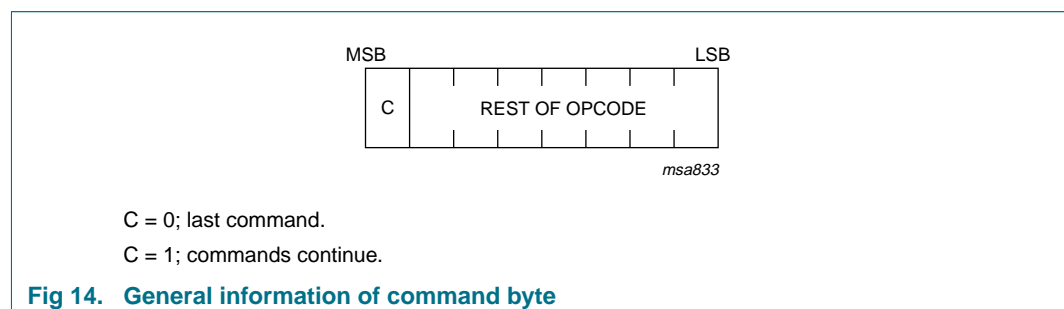 MSB LSB
C REST OF OPCODE
msa833
C = 0; last command.
C = 1; commands continue.
Fig 14. General information of command byte